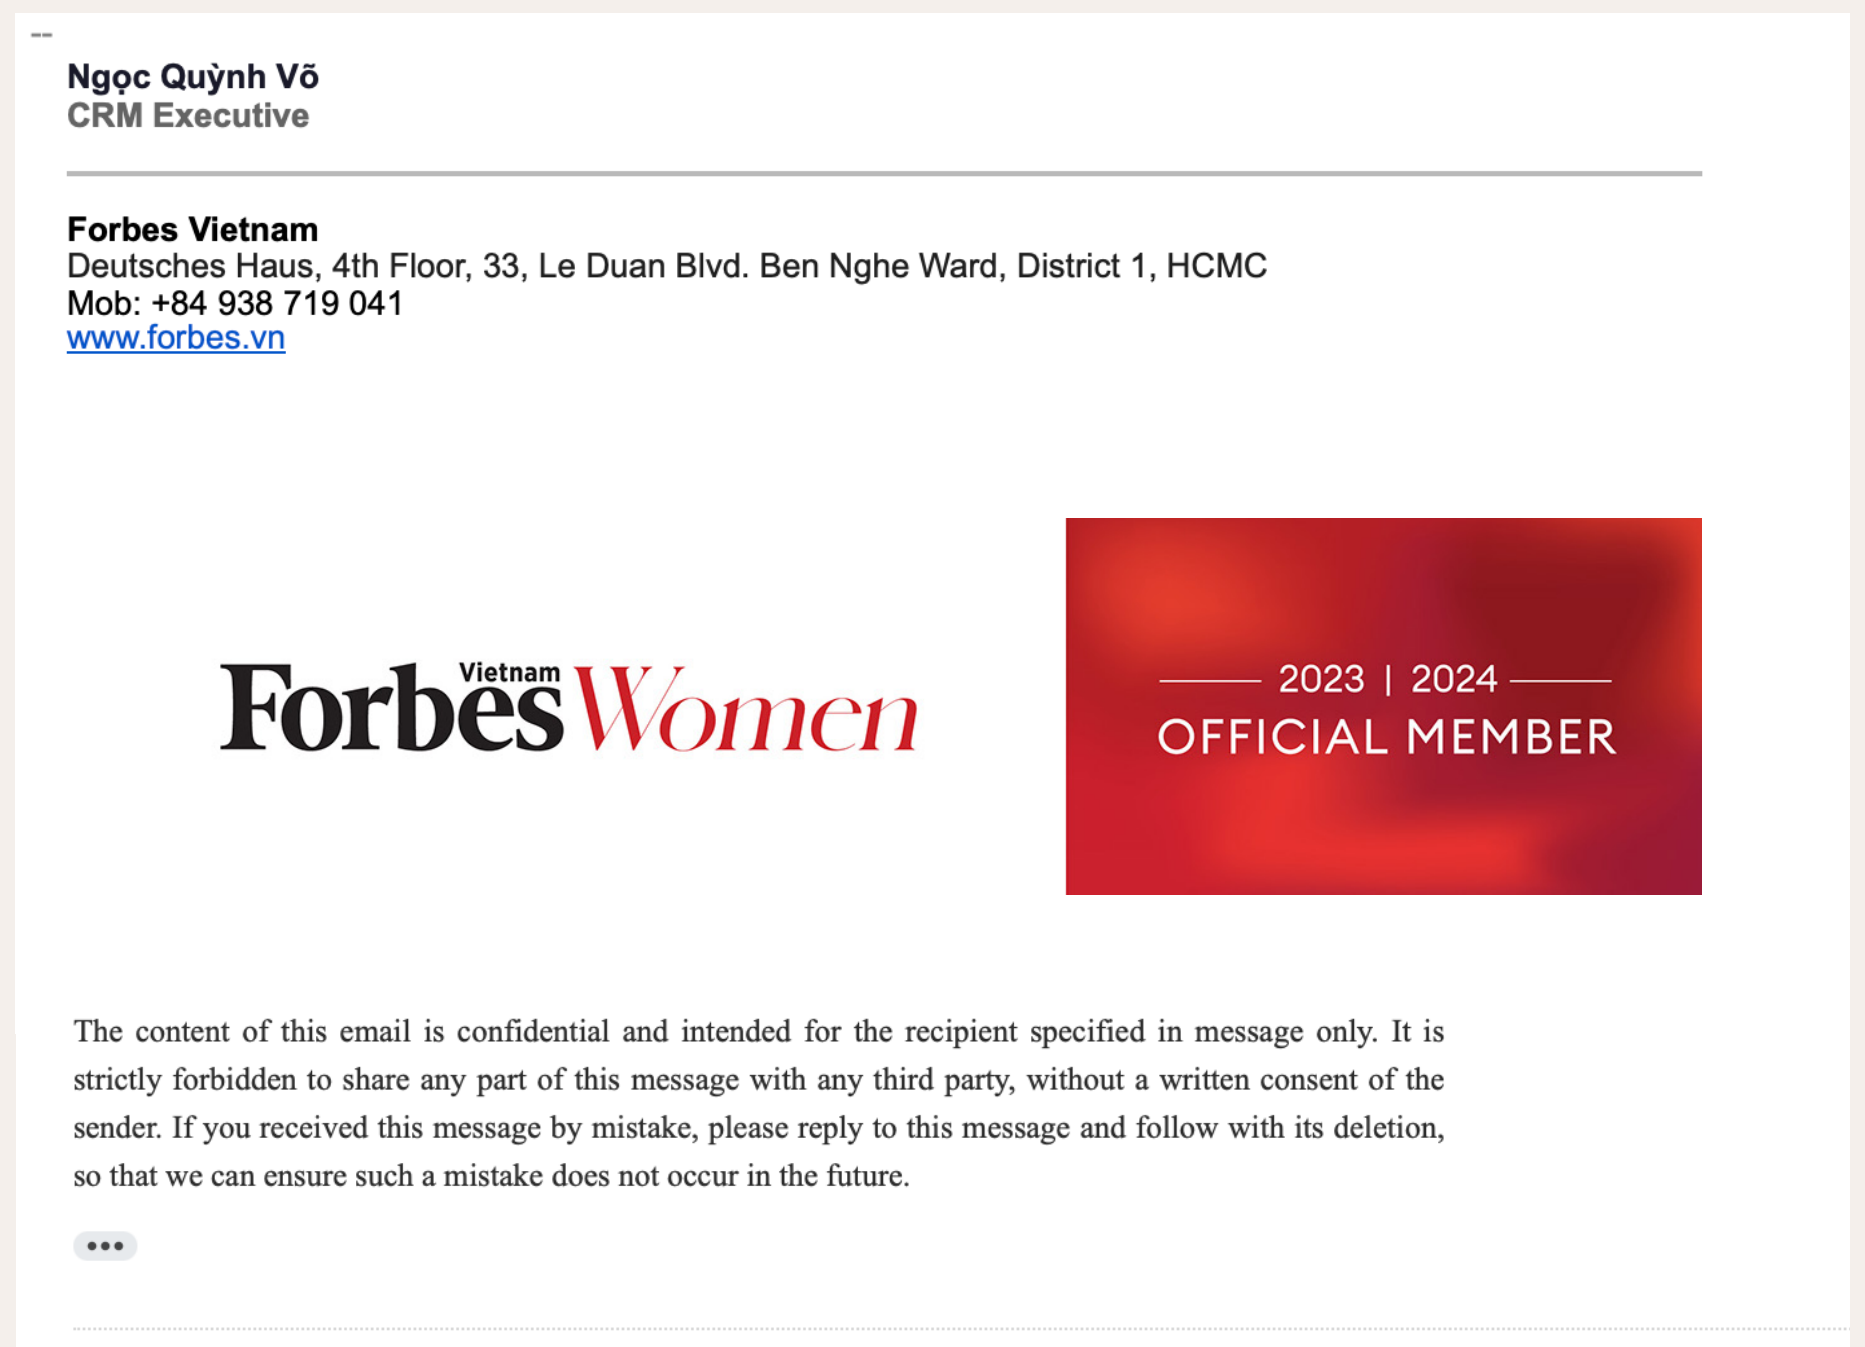 --
Ngọc Quỳnh Võ
CRM Executive
Forbes Vietnam
Deutsches Haus, 4th Floor, 33, Le Duan Blvd. Ben Nghe Ward, District 1, HCMC
Mob: +84 938 719 041
www.forbes.vn
Forbes Vietnam Women
2023 | 2024
OFFICIAL MEMBER
The content of this email is confidential and intended for the recipient specified in message only. It is
strictly forbidden to share any part of this message with any third party, without a written consent of the
sender. If you received this message by mistake, please reply to this message and follow with its deletion,
so that we can ensure such a mistake does not occur in the future.